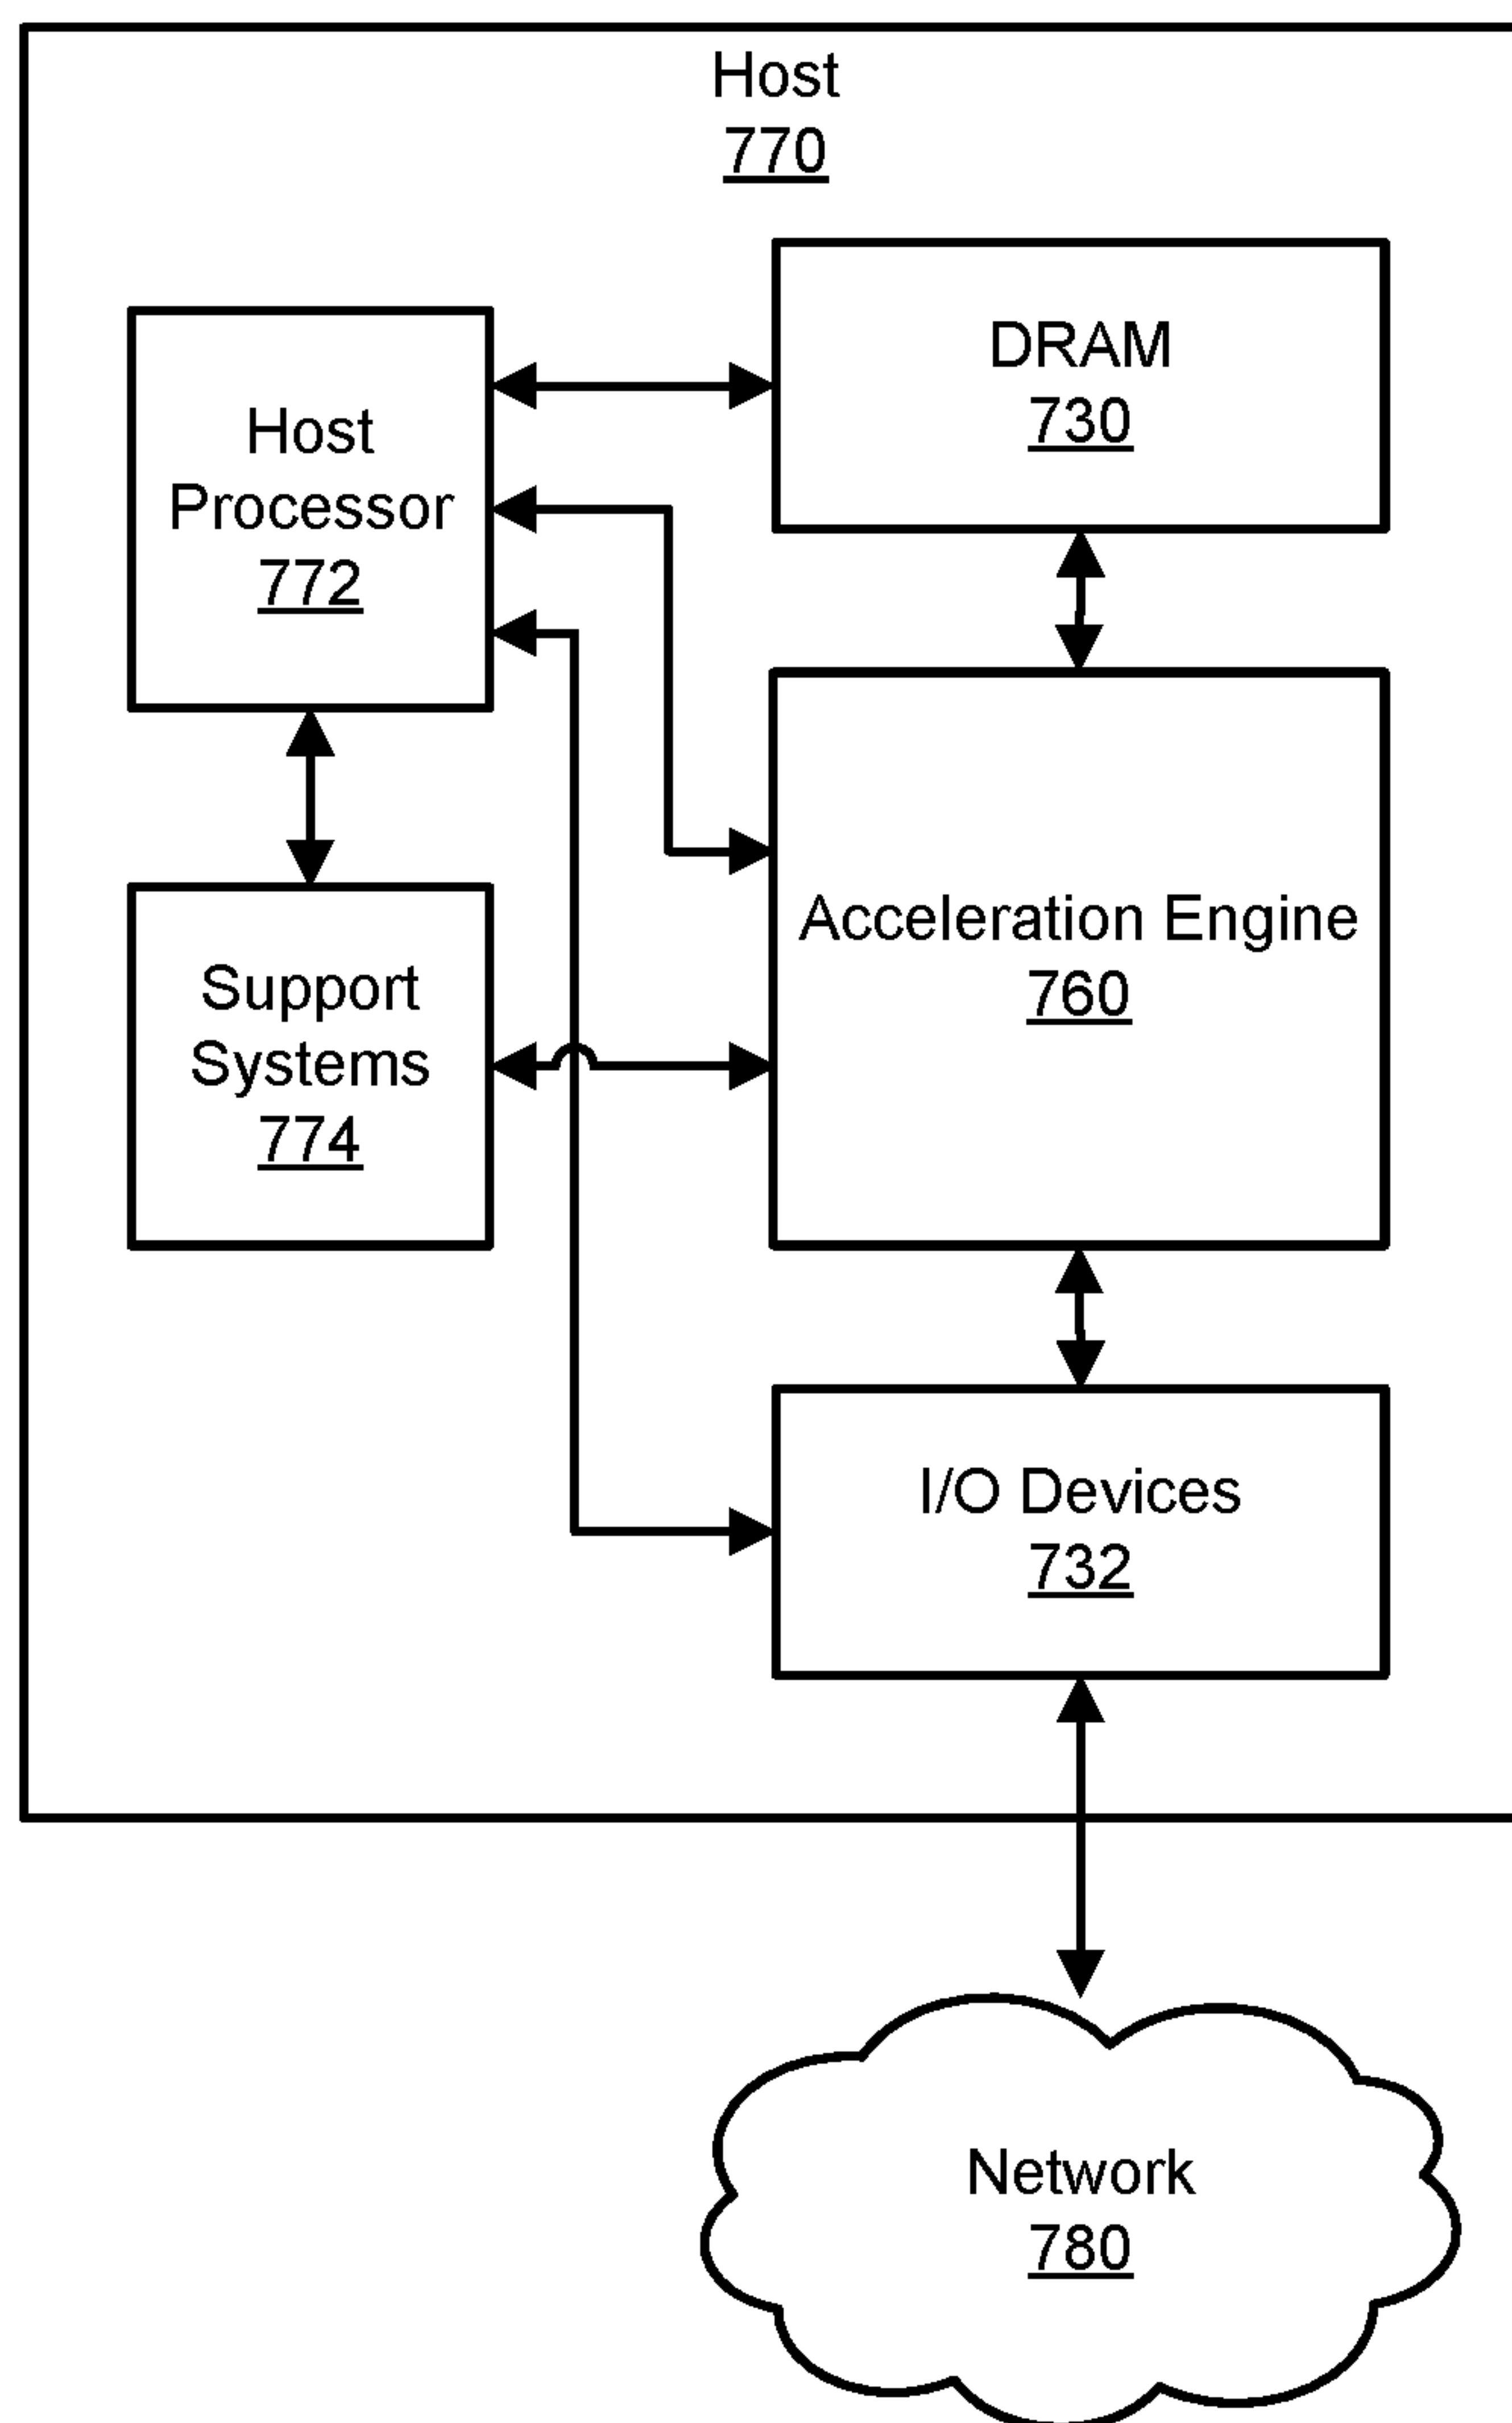 Host
770
DRAM
730
Host
Processor
772
Acceleration Engine
760
Support
Systems
774
I/O Devices
732
Network
780